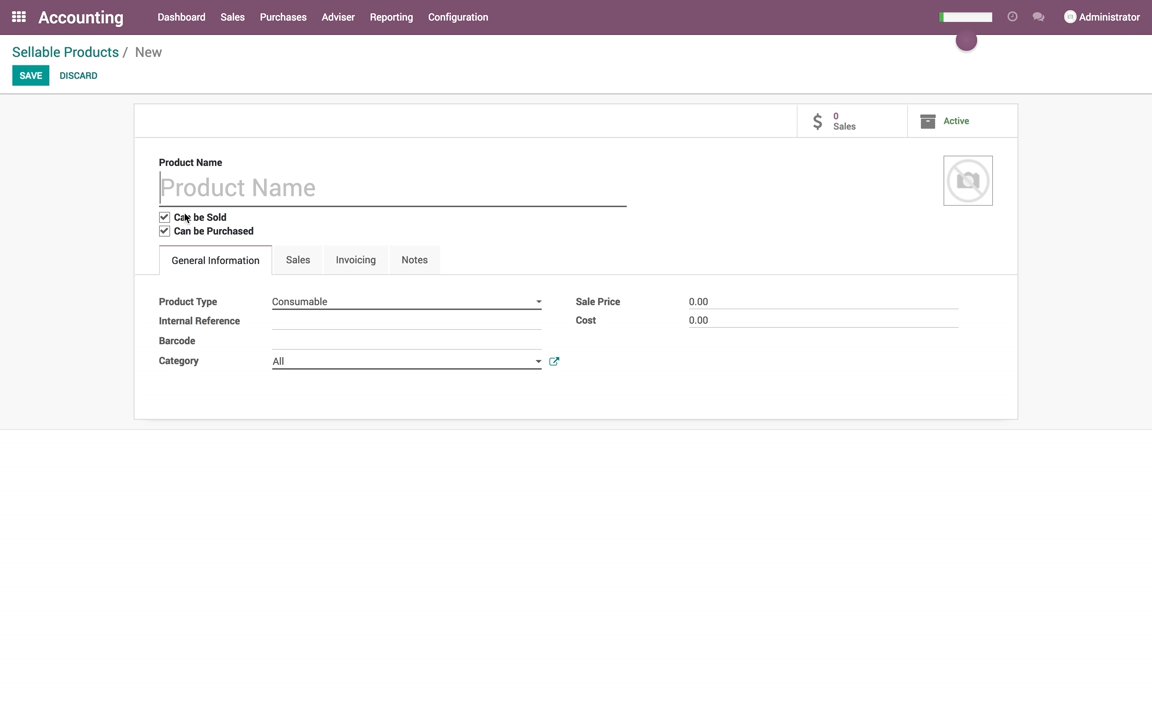 Accounting Dashboard Sales Purchases Adviser Reporting Configuration Administrator
Sellable Products / New
SAVE DISCARD
0
Sales
Active
Product Name
Product Name
Can be Sold
Can be Purchased
General Information Sales Invoicing Notes
Product Type Consumable Sale Price 0.00
Internal Reference Cost 0.00
Barcode
Category All